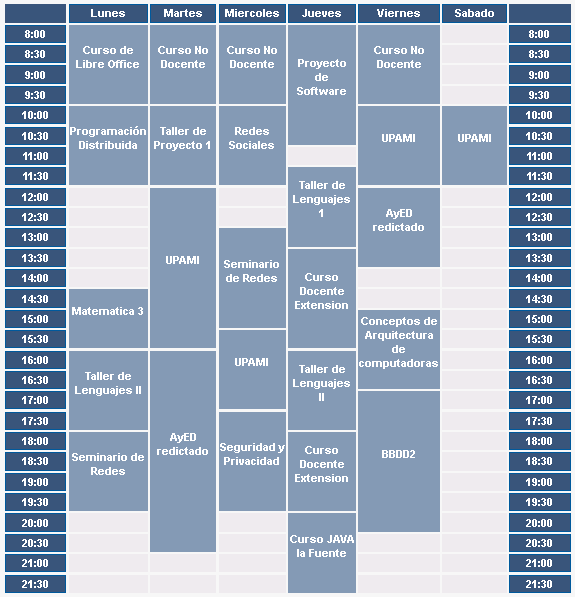 Lunes Martes Miercoles Jueves Viernes Sabado
8:00 8:00
8:30 8:30
9:00 9:00
9:30 9:30
10:00 10:00
10:30 10:30
11:00 11:00
11:30 11:30
12:00 12:00
12:30 12:30
13:00 13:00
13:30 13:30
14:00 14:00
14:30 14:30
15:00 15:00
15:30 15:30
16:00 16:00
16:30 16:30
17:00 17:00
17:30 17:30
18:00 18:00
18:30 18:30
19:00 19:00
19:30 19:30
20:00 20:00
20:30 20:30
21:00 21:00
21:30 21:30
Curso de
Libre Office
Programación
Distribuida
Matematica 3
Taller de
Lenguajes II
Seminario de
Redes
Curso No
Docente
Taller de
Proyecto 1
UPAMI
AyED
redictado
Curso No
Docente
Redes
Sociales
Seminario
de Redes
UPAMI
Seguridad y
Privacidad
Proyecto
de
Software
Taller de
Lenguajes
1
Curso
Docente
Extension
Taller de
Lenguajes
II
Curso
Docente
Extension
Curso JAVA
la Fuente
Curso No
Docente
UPAMI
AyED
redictado
Conceptos de
Arquitectura
de
computadoras
BBDD2
UPAMI